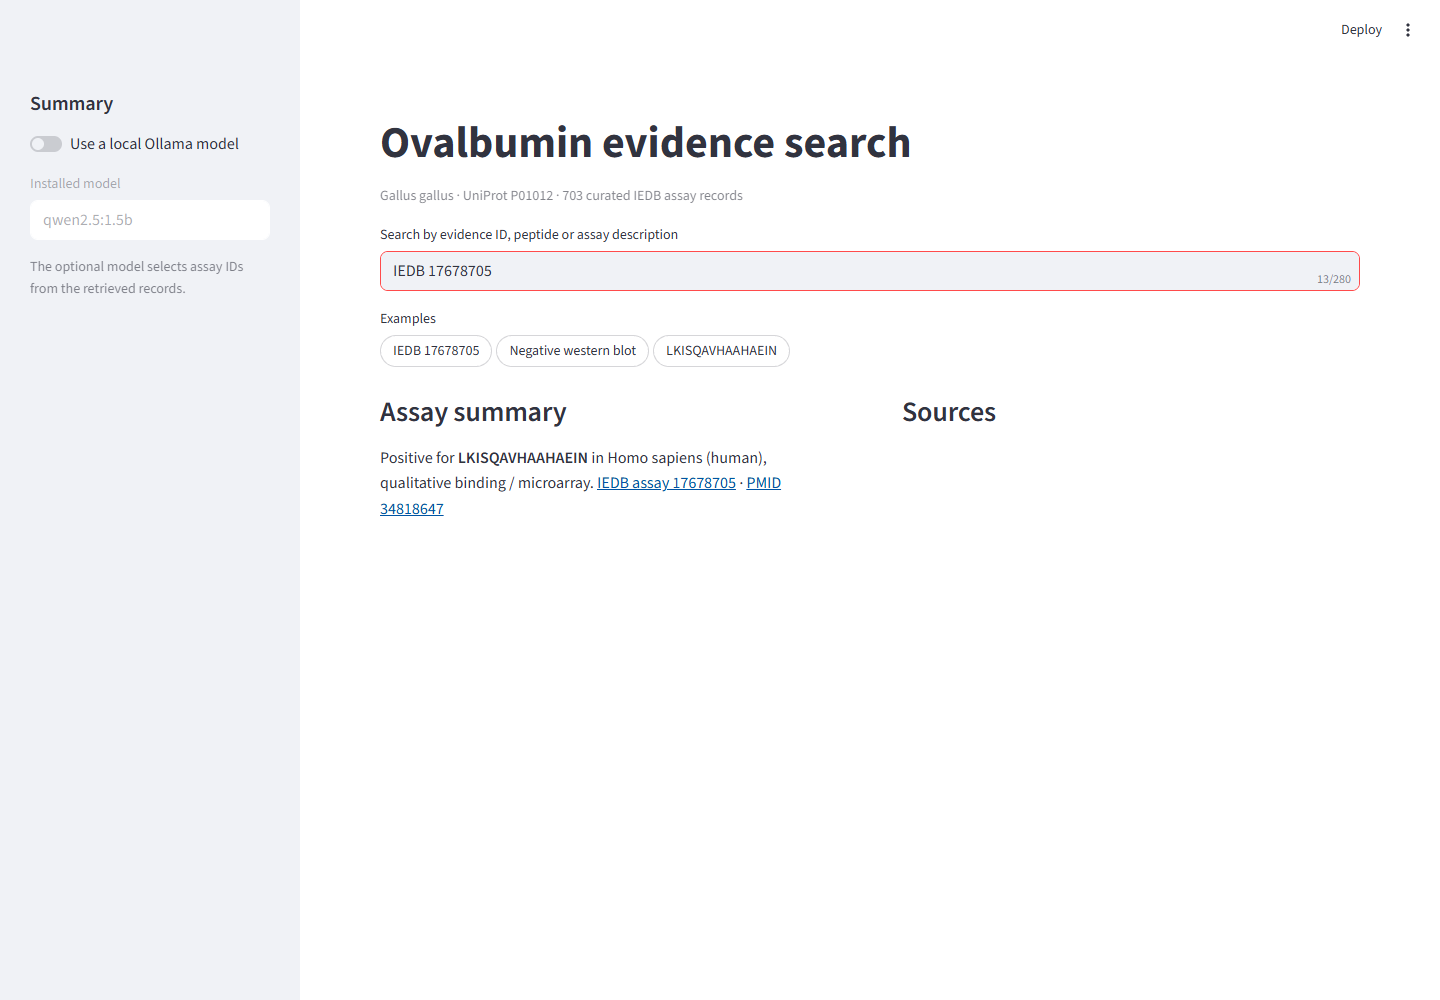 Deploy
Summary
Use a local Ollama model
Installed model
qwen2.5:1.5b
The optional model selects assay IDs
from the retrieved records.
Ovalbumin evidence search
Gallus gallus · UniProt P01012 · 703 curated IEDB assay records
Search by evidence ID, peptide or assay description
IEDB 17678705
13/280
Examples
IEDB 17678705
Negative western blot
LKISQAVHAAHAEIN
Assay summary
Positive for LKISQAVHAAHAEIN in Homo sapiens (human),
qualitative binding / microarray. IEDB assay 17678705 · PMID
34818647
Sources